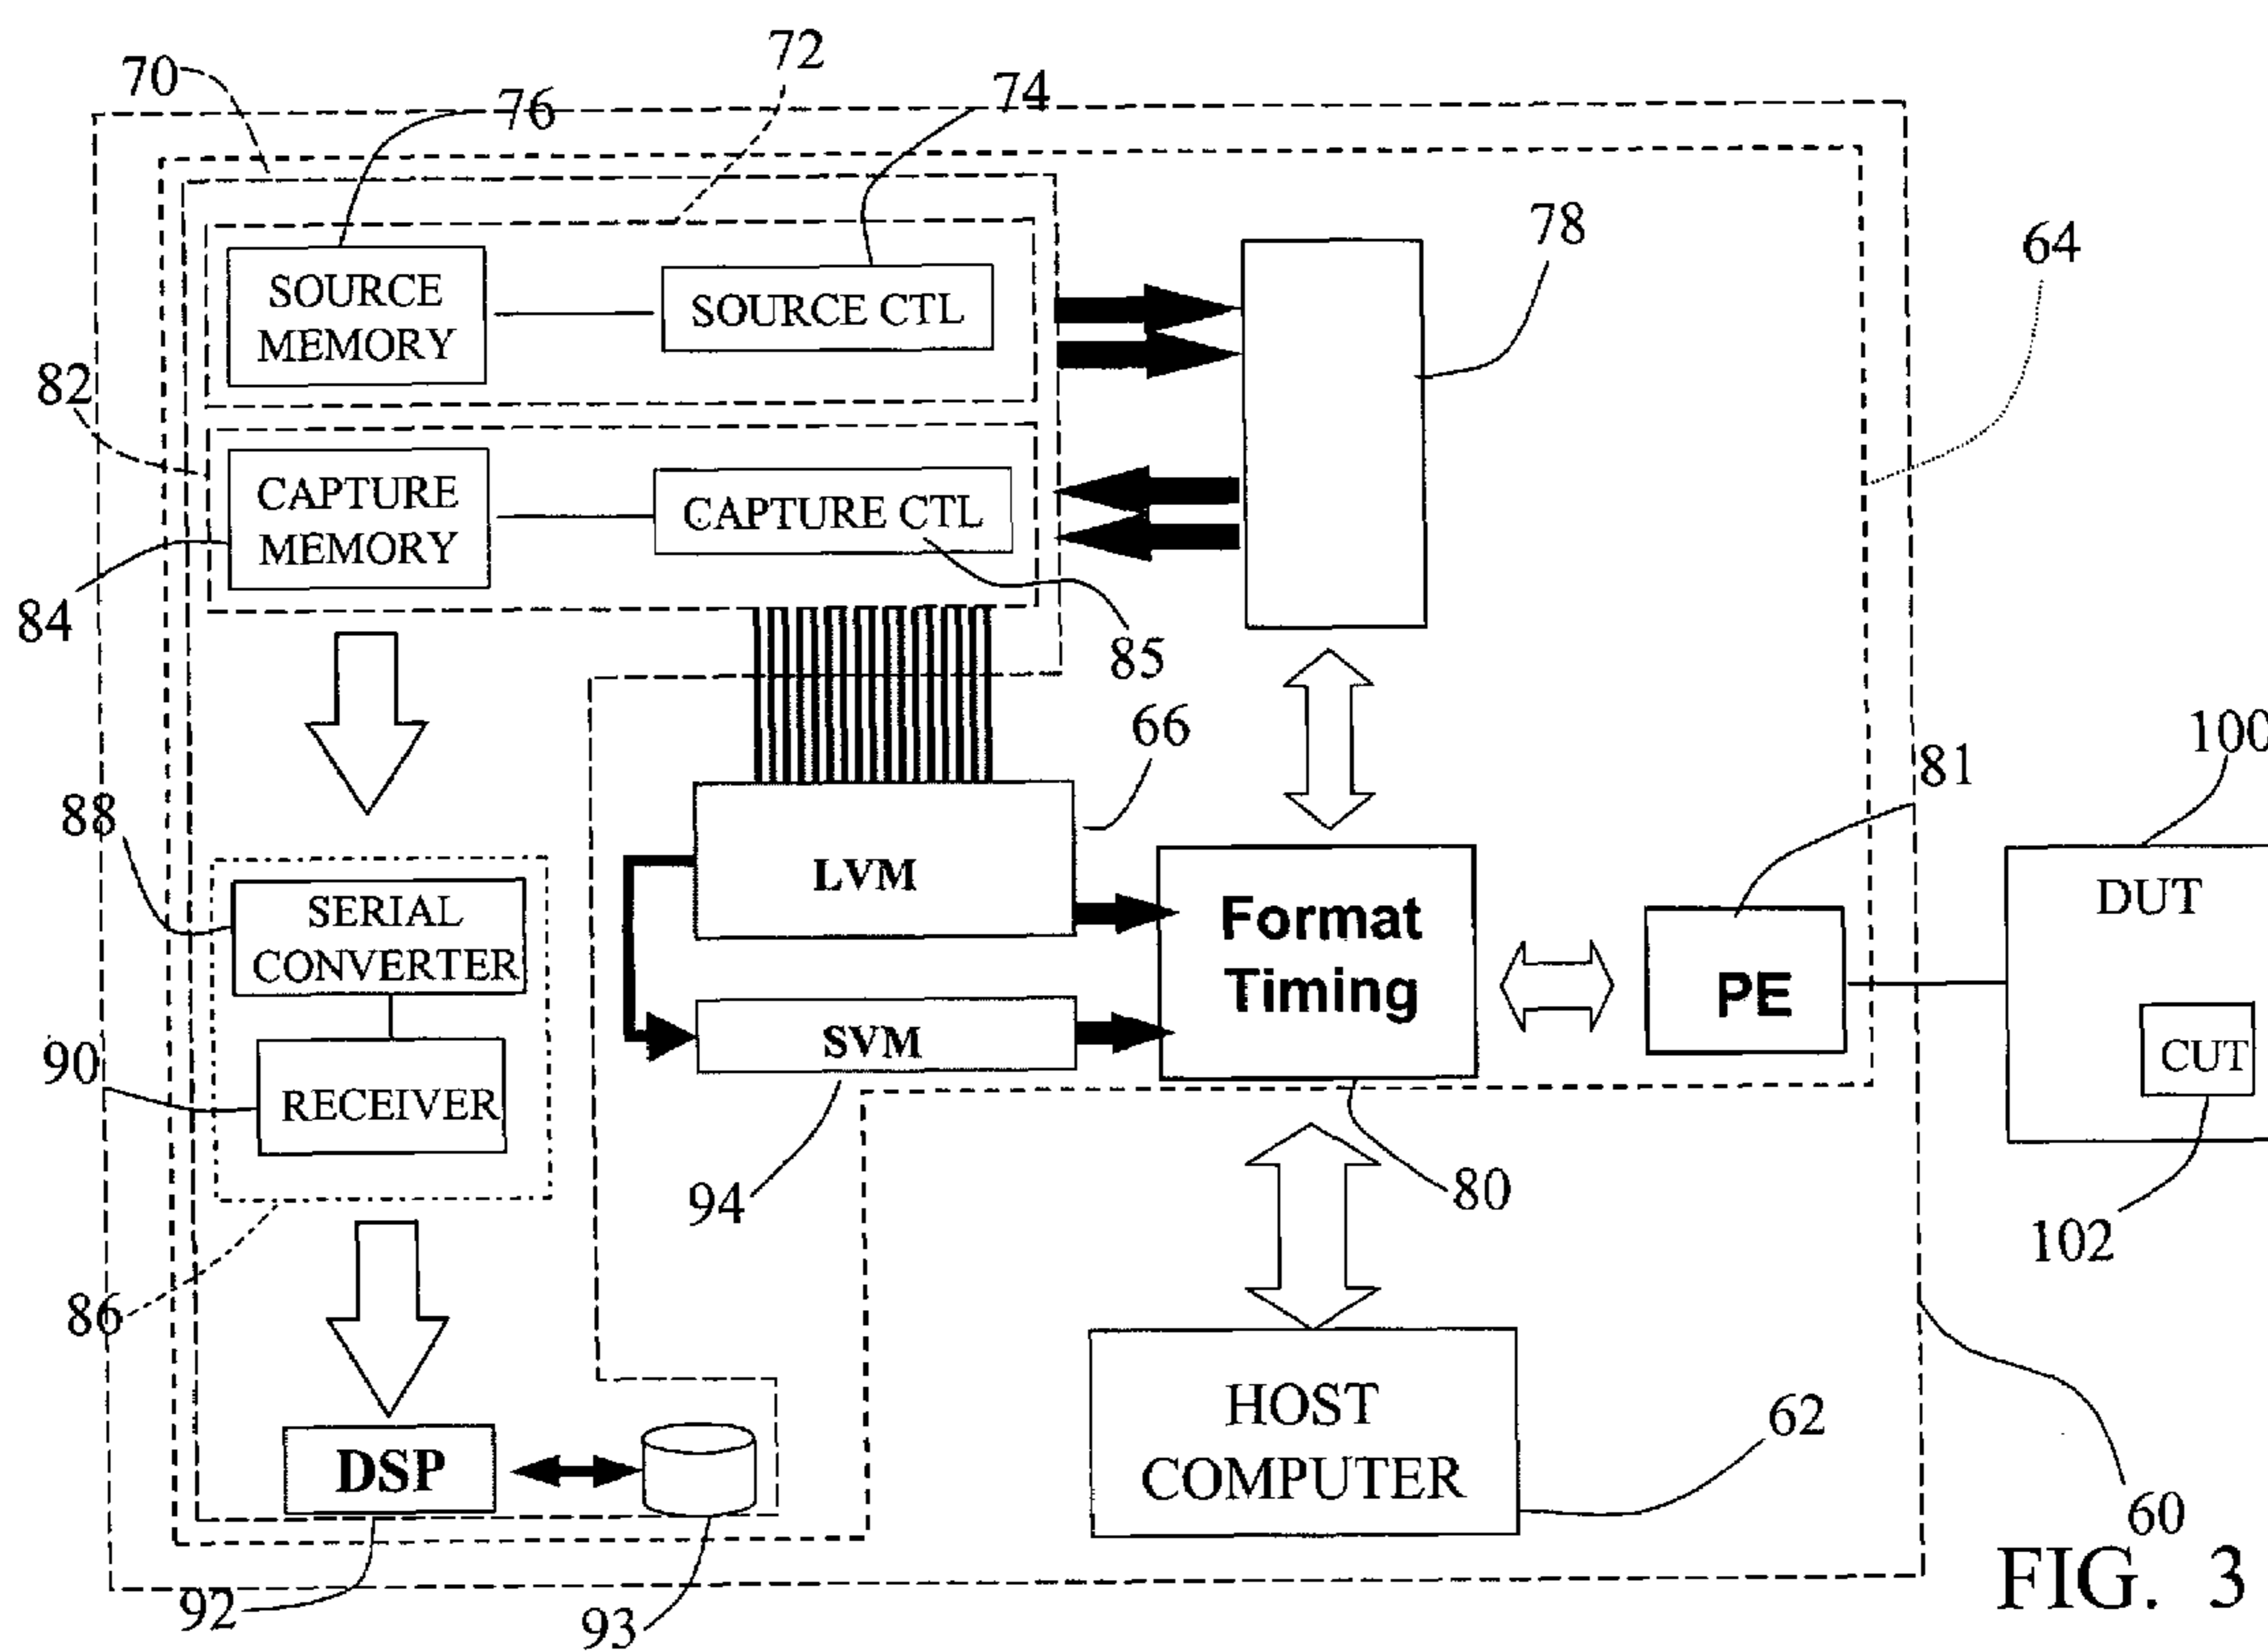 70
72
76
74
78
64
SOURCE
MEMORY
SOURCE CTL
82
CAPTURE
MEMORY
CAPTURE CTL
84
85
66
81
100
88
LVM
DUT
SERIAL
CONVERTER
Format
Timing
PE
SVM
CUT
90
RECEIVER
94
80
102
86
HOST
COMPUTER
62
DSP
60
92
93
FIG. 3